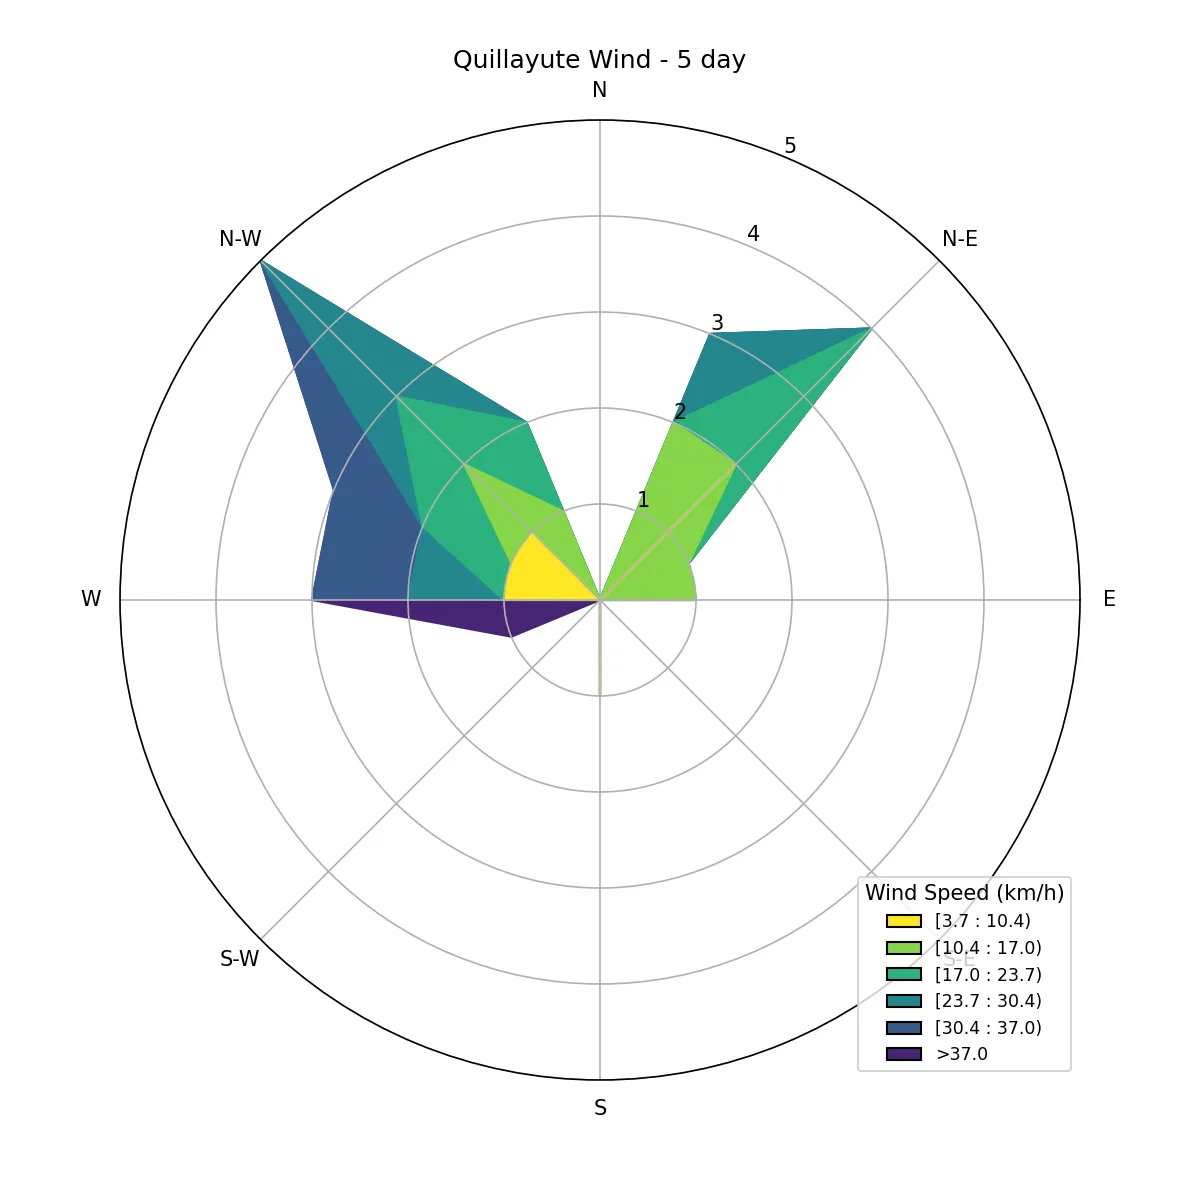 Quillayute Wind - 5 day
N
5
4
N-W
N-E
3
2
1
W
E
S-W
S-E
S
Wind Speed (km/h)
[3.7 : 10.4)
[10.4 : 17.0)
[17.0 : 23.7)
[23.7 : 30.4)
[30.4 : 37.0)
>37.0